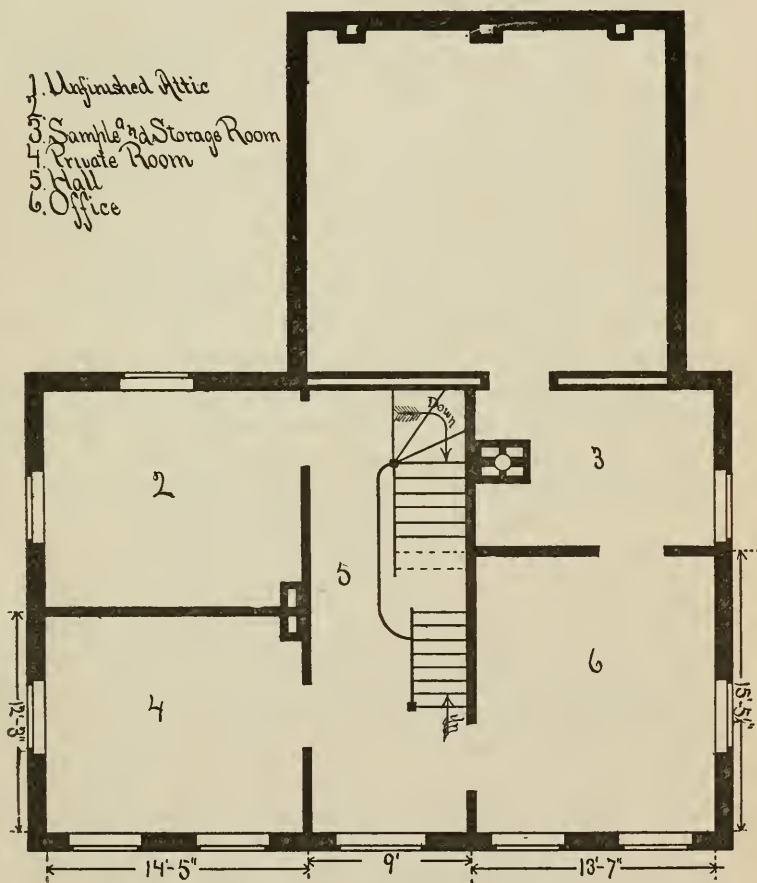 1. Unfinished Attic
2
3. Sample and Storage Room
4. Private Room
5. Hall
6. Office
Down
2
3
5
4
6
Up
12'-3"
15'-5"
14'-5"
9'
13'-7"